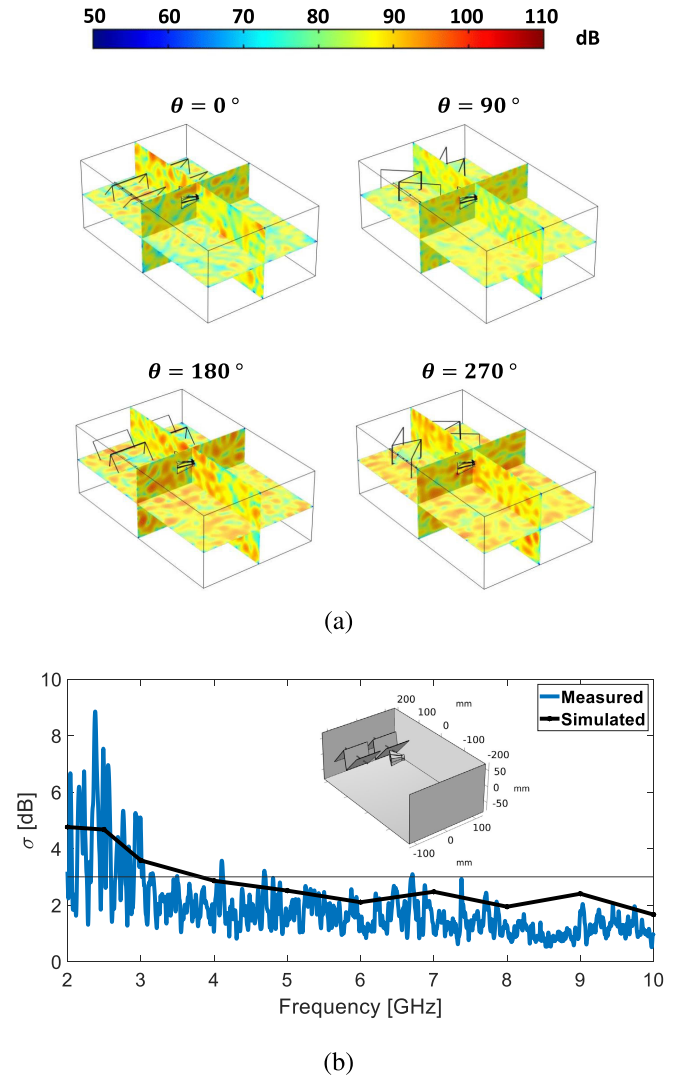 50 60 70 80 90 100 110
dB
θ = 0 ° θ = 90 °
θ = 180 ° θ = 270 °
(a)
10
8
6
4
2
0
σ [dB]
200
100
0
-100
-200
mm
50
0
-50
mm
-100 0 100
mm
Measured
Simulated
2 3 4 5 6 7 8 9 10
Frequency [GHz]
(b)